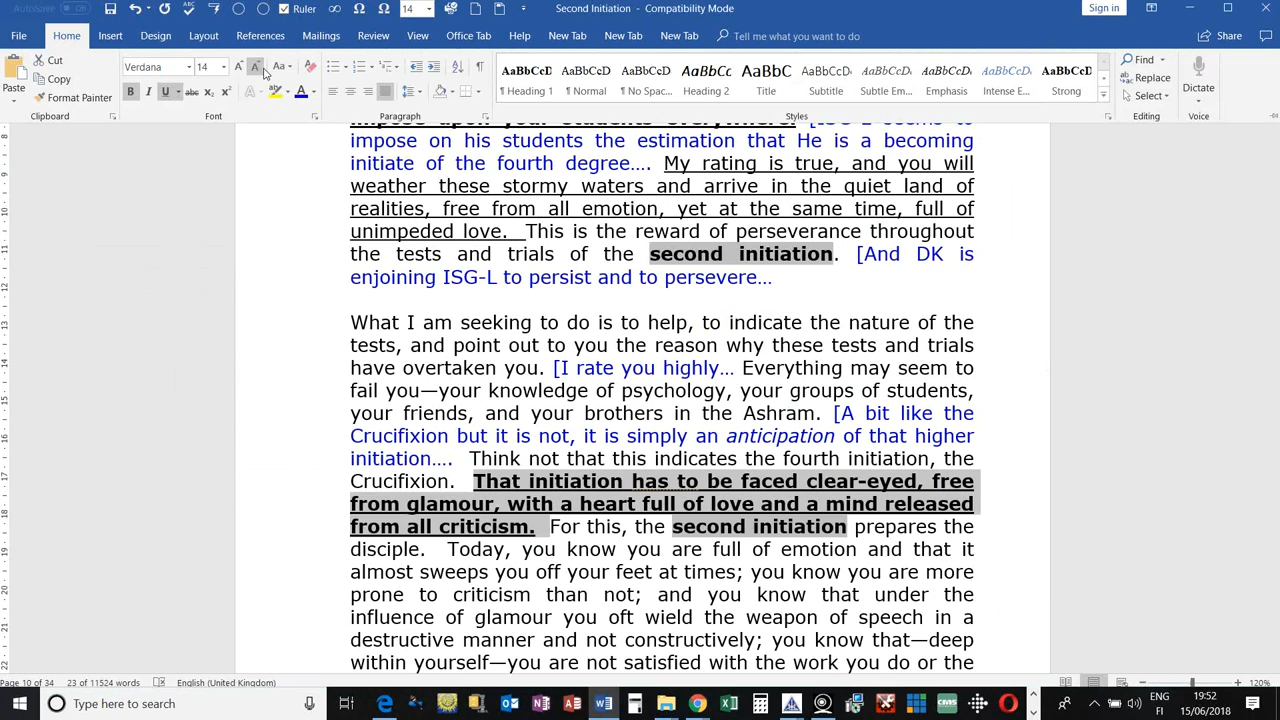 AutoSave Off Ruler 14 Second Initiation - Compatibility Mode Sign in
File Home Insert Design Layout References Mailings Review View Office Tab New Tab New Tab New Tab Tell me what you want to do Share
Cut
Copy
Format Painter
Paste
Clipboard
Verdana 14
Font
Paragraph
AaBbCcD AaBbCcD AaBbCcD AaBbCc AaBbC AaBbCcD AaBbCcD AaBbCcD AaBbCcD AaBbCcD
¶ Heading 1 ¶ Normal ¶ No Spac... Heading 2 Title Subtitle Subtle Em... Emphasis Intense E... Strong
Styles
Find
Replace
Select
Editing
Dictate
Voice
impose upon your students everywhere. [ISG-L seems to
impose on his students the estimation that He is a becoming
initiate of the fourth degree…. My rating is true, and you will
weather these stormy waters and arrive in the quiet land of
realities, free from all emotion, yet at the same time, full of
unimpeded love. This is the reward of perseverance throughout
the tests and trials of the second initiation. [And DK is
enjoining ISG-L to persist and to persevere…
What I am seeking to do is to help, to indicate the nature of the
tests, and point out to you the reason why these tests and trials
have overtaken you. [I rate you highly… Everything may seem to
fail you—your knowledge of psychology, your groups of students,
your friends, and your brothers in the Ashram. [A bit like the
Crucifixion but it is not, it is simply an anticipation of that higher
initiation…. Think not that this indicates the fourth initiation, the
Crucifixion. That initiation has to be faced clear-eyed, free
from glamour, with a heart full of love and a mind released
from all criticism. For this, the second initiation prepares the
disciple. Today, you know you are full of emotion and that it
almost sweeps you off your feet at times; you know you are more
prone to criticism than not; and you know that under the
influence of glamour you oft wield the weapon of speech in a
destructive manner and not constructively; you know that—deep
within yourself—you are not satisfied with the work you do or the
Page 10 of 34 23 of 11524 words English (United Kingdom) 120%
Type here to search
ENG
FI
19:52
15/06/2018